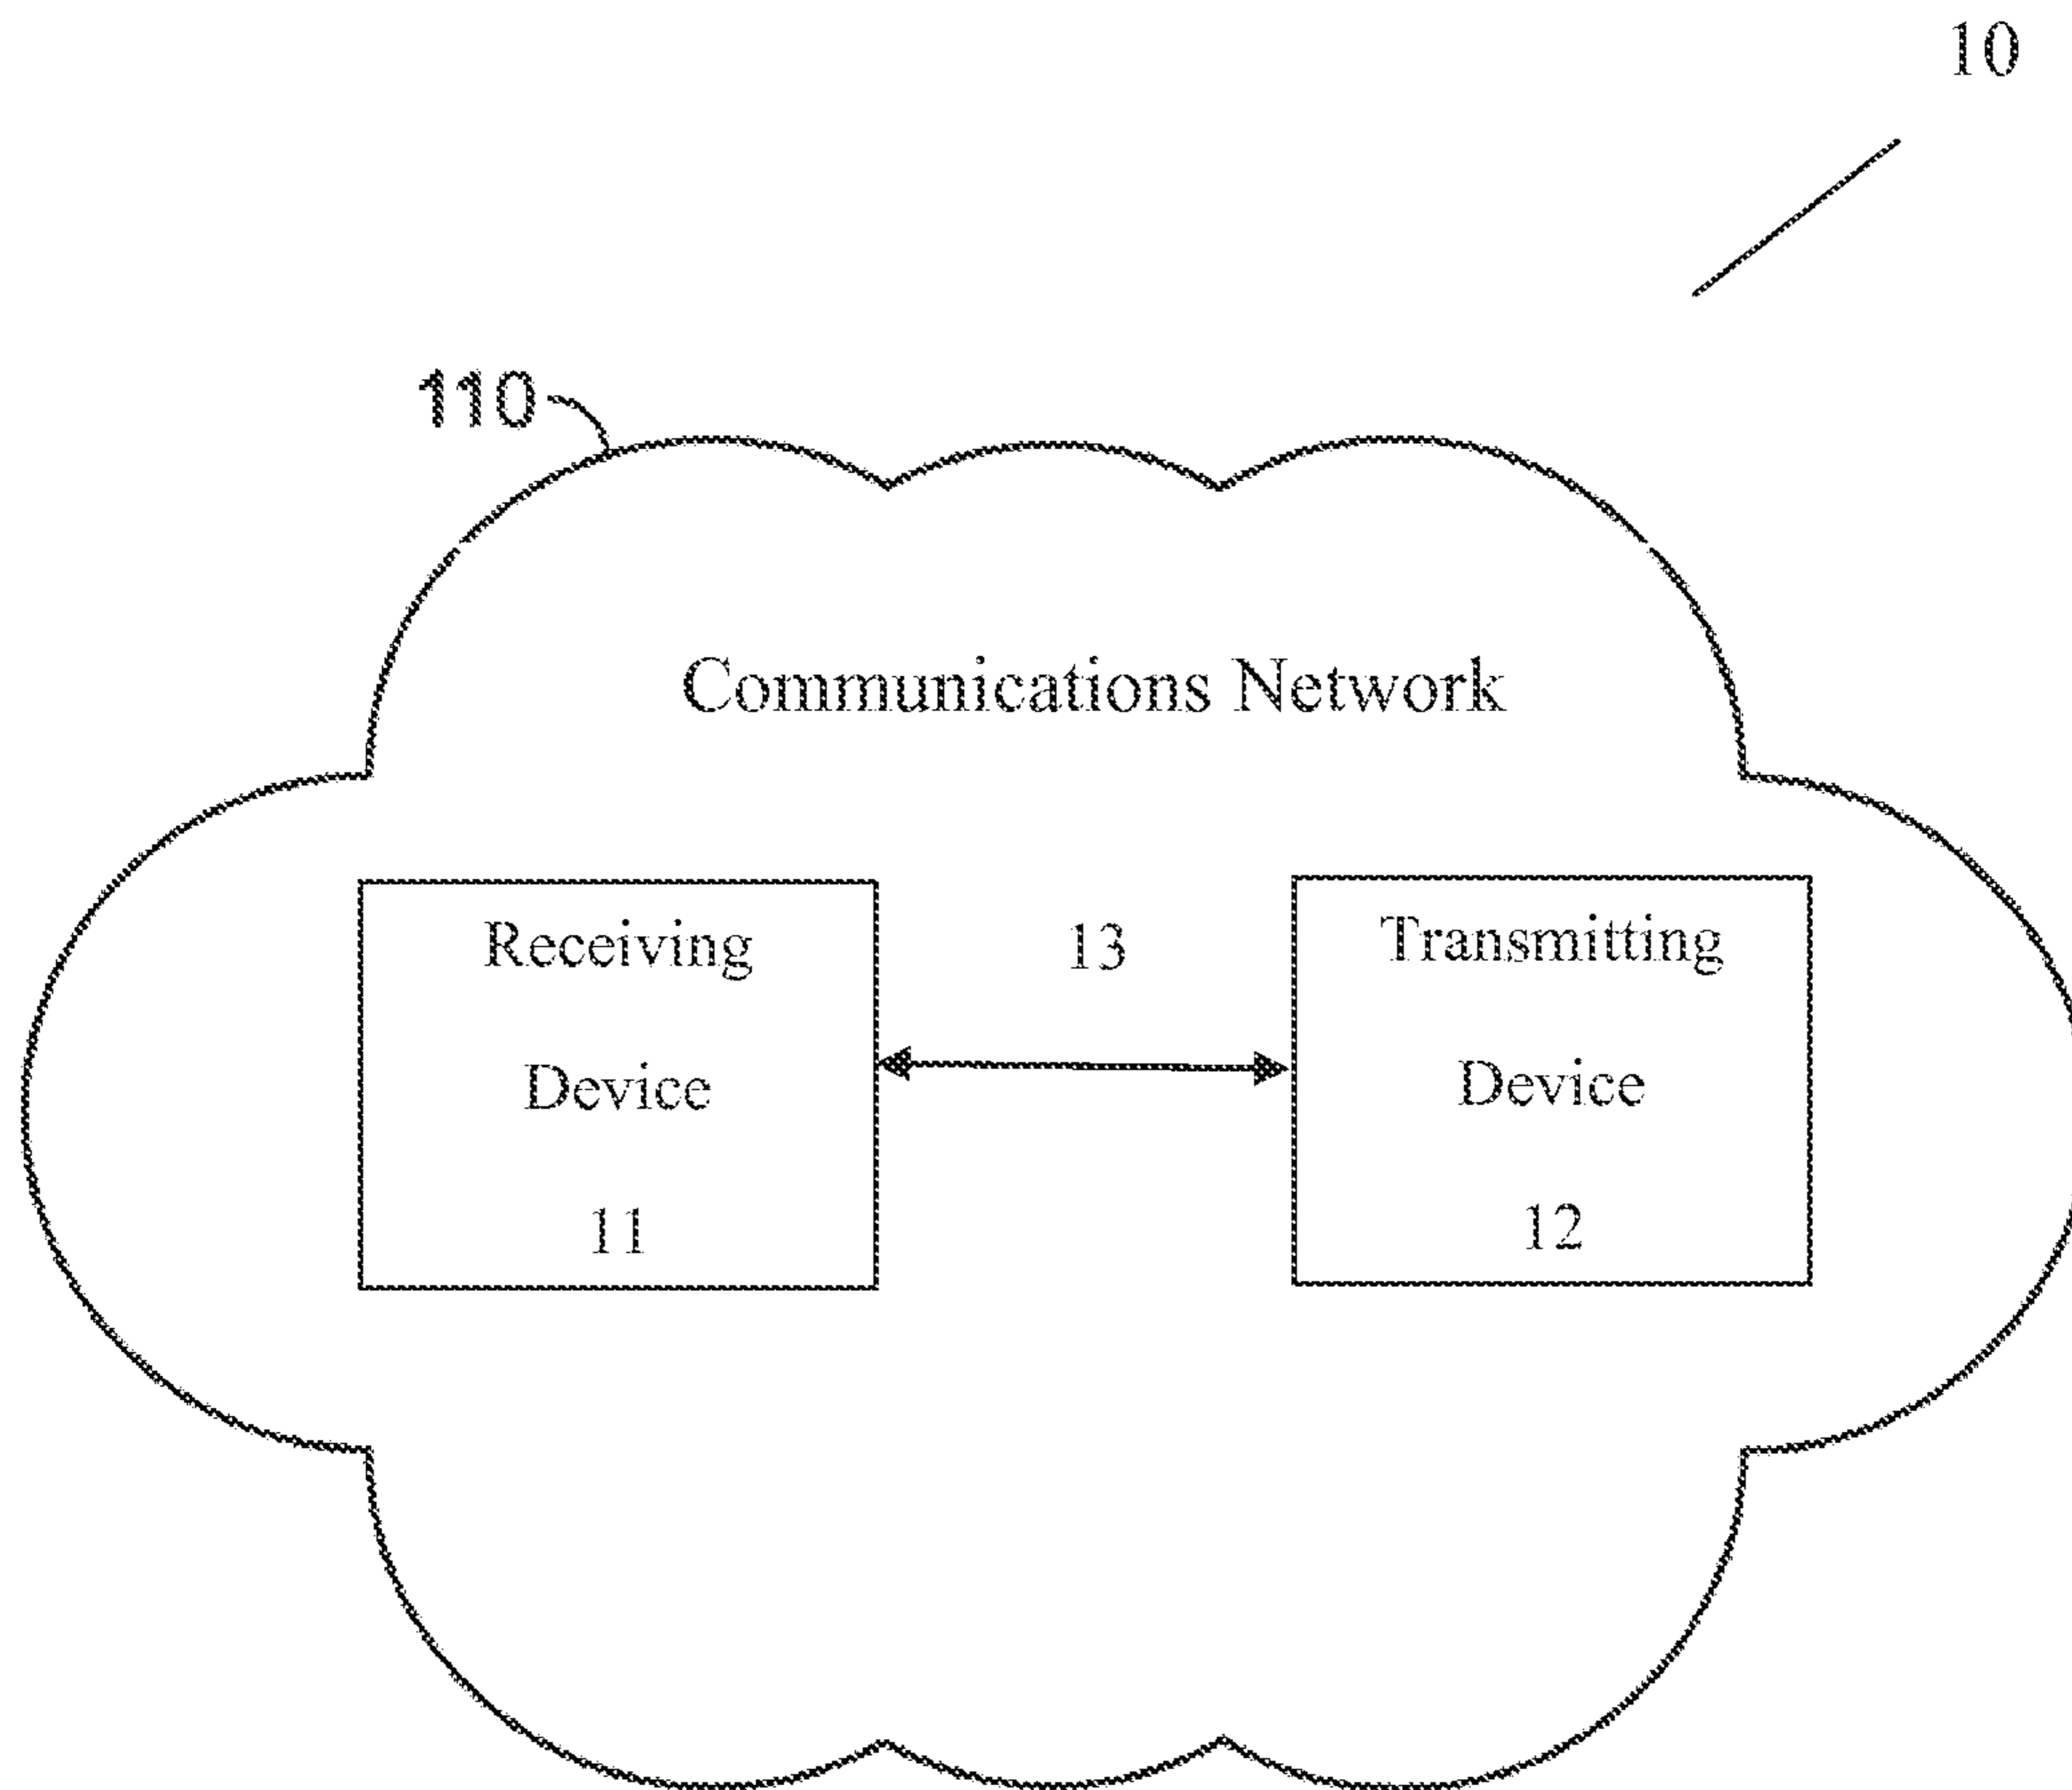 10
110
Communications Network
Receiving
Device
11
13
Transmitting
Device
12